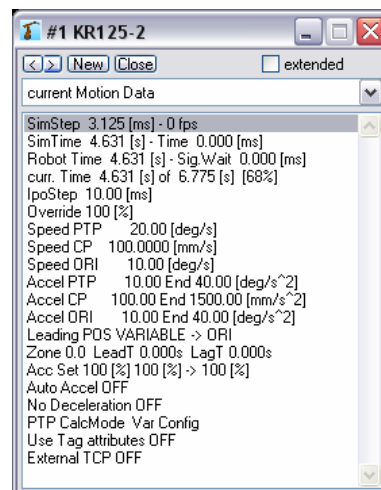 #1 KR125-2
< > New Close extended
current Motion Data
SimStep 3.125 [ms] - 0 fps
SimTime 4.631 [s] - Time 0.000 [ms]
Robot Time 4.631 [s] - Sig.Wait 0.000 [ms]
curr. Time 4.631 [s] of 6.775 [s] [68%]
IpoStep 10.00 [ms]
Override 100 [%]
Speed PTP 20.00 [deg/s]
Speed CP 100.0000 [mm/s]
Speed ORI 10.00 [deg/s]
Accel PTP 10.00 End 40.00 [deg/s^2]
Accel CP 100.00 End 1500.00 [mm/s^2]
Accel ORI 10.00 End 40.00 [deg/s^2]
Leading POS VARIABLE -> ORI
Zone 0.0 LeadT 0.000s LagT 0.000s
Acc Set 100 [%] 100 [%] -> 100 [%]
Auto Accel OFF
No Deceleration OFF
PTP CalcMode Var Config
Use Tag attributes OFF
External TCP OFF